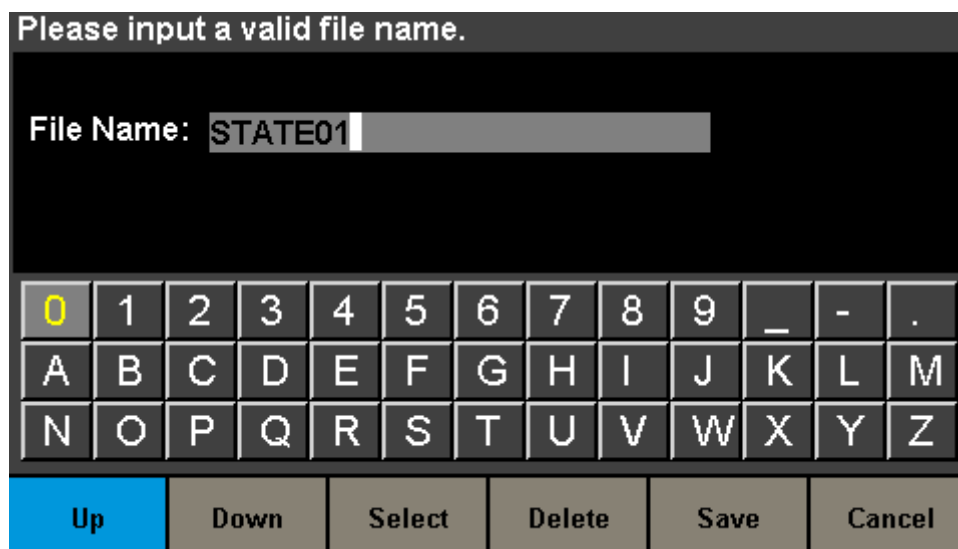 Please input a valid file name.
File Name: STATE01
0 1 2 3 4 5 6 7 8 9 _ - .
A B C D E F G H I J K L M
N O P Q R S T U V W X Y Z
Up Down Select Delete Save Cancel